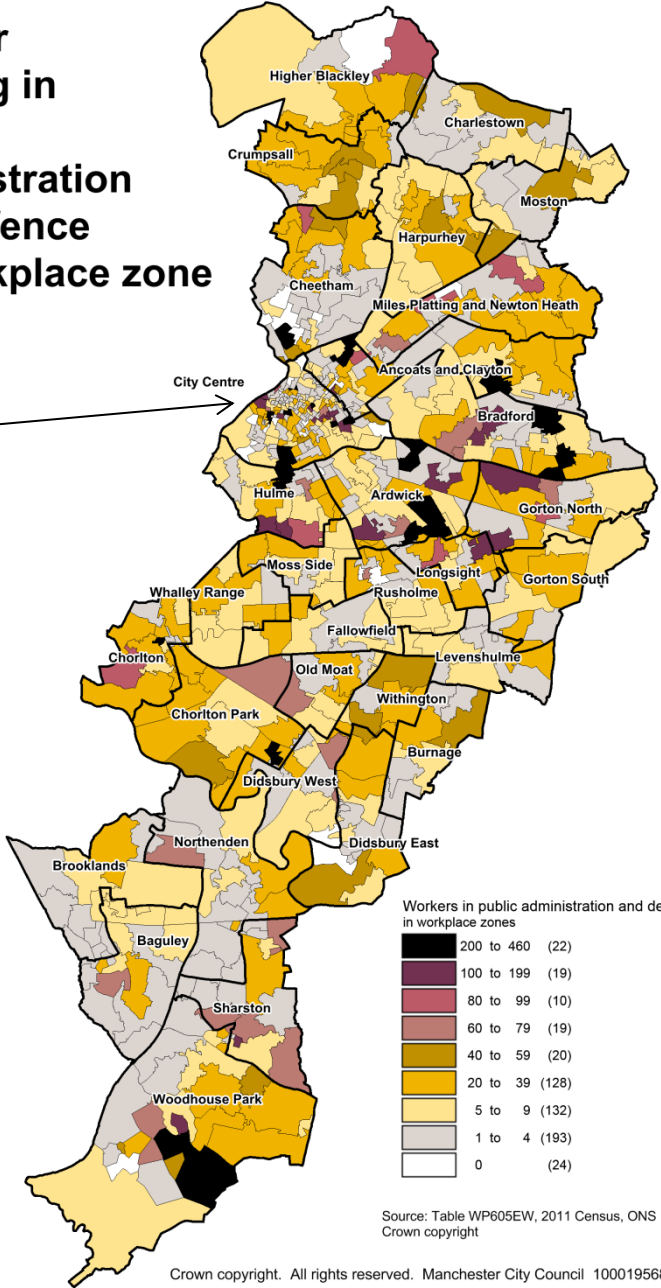 r
g in
stration
fence
kplace zone
Higher Blackley
Charlestown
Crumpsall
Moston
Harpurhey
Cheetham
Miles Platting and Newton Heath
City Centre
Ancoats and Clayton
Bradford
Hulme
Ardwick
Gorton North
Moss Side
Longsight
Gorton South
Whalley Range
Rusholme
Fallowfield
Chorlton
Levenshulme
Old Moat
Withington
Chorlton Park
Burnage
Didsbury West
Northenden
Didsbury East
Brooklands
Baguley
Sharston
Woodhouse Park
Workers in public administration and de
in workplace zones
200 to 460 (22)
100 to 199 (19)
80 to 99 (10)
60 to 79 (19)
40 to 59 (20)
20 to 39 (128)
5 to 9 (132)
1 to 4 (193)
0 (24)
Source: Table WP605EW, 2011 Census, ONS
Crown copyright
Crown copyright. All rights reserved. Manchester City Council 10001956